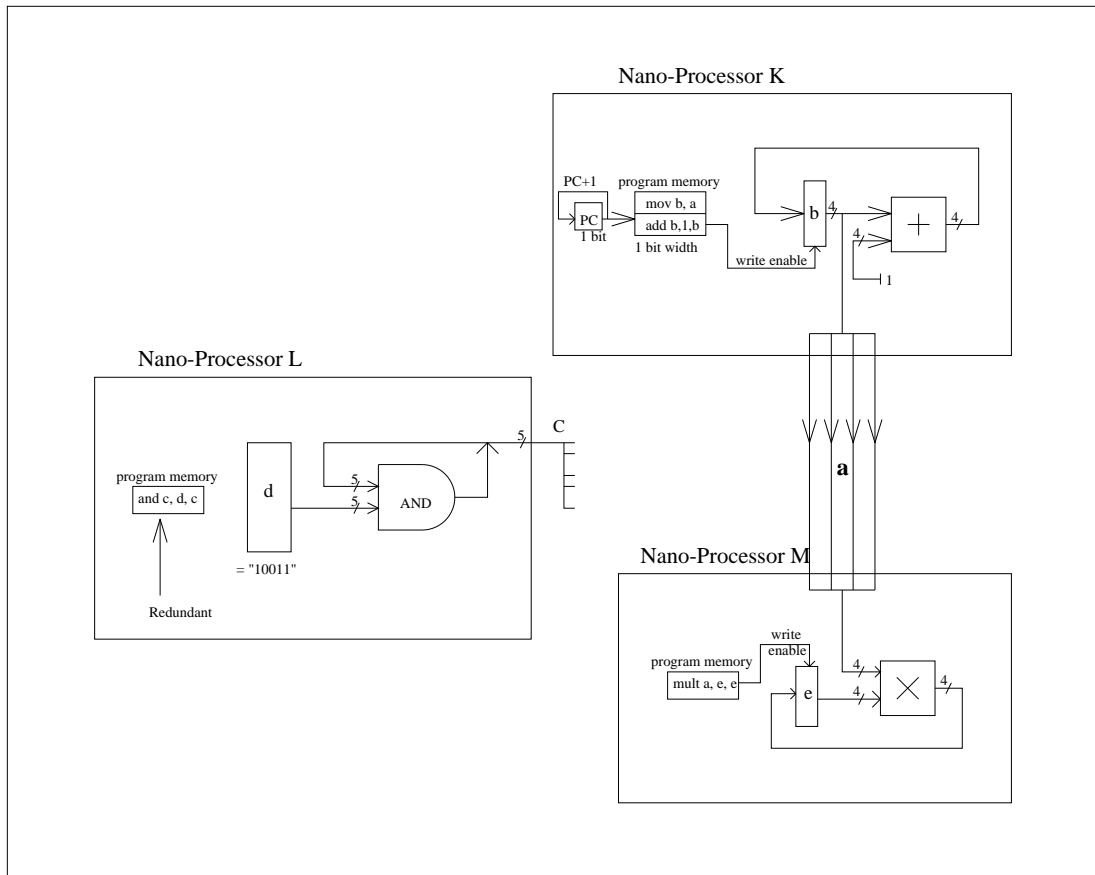 Nano-Processor K
PC+1
PC
1 bit
program memory
mov b, a
add b,1,b
1 bit width
write enable
b
4
4
4
+
1
Nano-Processor L
program memory
and c, d, c
Redundant
d
= "10011"
5
5
AND
5
C
a
Nano-Processor M
program memory
mult a, e, e
write
enable
e
4
4
4